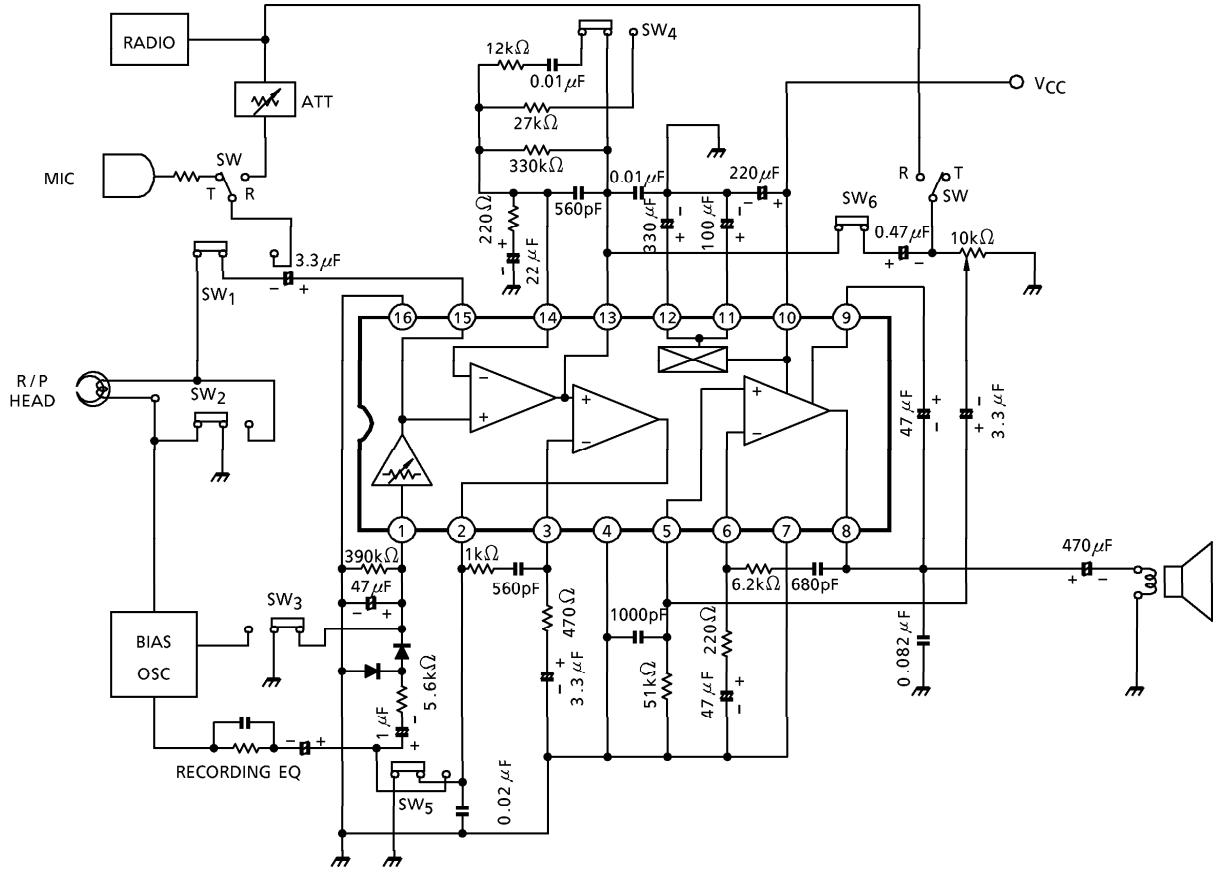 RADIO
SW4
12kΩ
0.01μF
VCC
ATT
27kΩ
MIC
SW
T
R
330kΩ
0.01μF
220μF
−
+
R
T
SW
SW6
560pF
220Ω
+
−
22μF
330μF
−
+
100μF
−
+
0.47μF
+
−
10kΩ
3.3μF
−
+
SW1
16
15
14
13
12
11
10
9
R/P
HEAD
SW2
−
+
+
−
+
−
47μF
+
−
−
+
3.3μF
1
2
3
4
5
6
7
8
390kΩ
1kΩ
560pF
6.2kΩ
680pF
470μF
+
−
47μF
−
+
SW3
470Ω
1000pF
220Ω
BIAS
OSC
5.6kΩ
+
−
3.3μF
51kΩ
47μF
+
−
0.082μF
1μF
−
+
−
+
RECORDING EQ
SW5
0.02μF